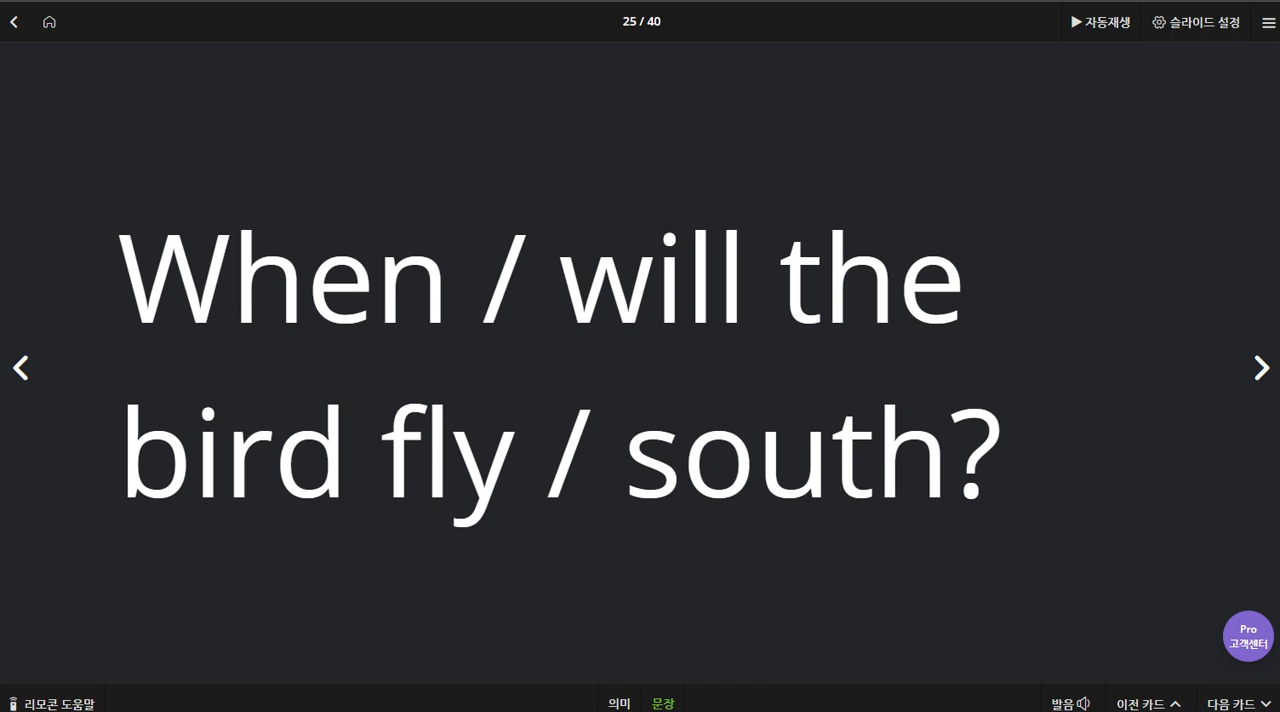 25 / 40
자동재생
슬라이드 설정
When / will the
bird fly / south?
Pro
고객센터
리모콘 도움말
의미
문장
발음
이전 카드
다음 카드